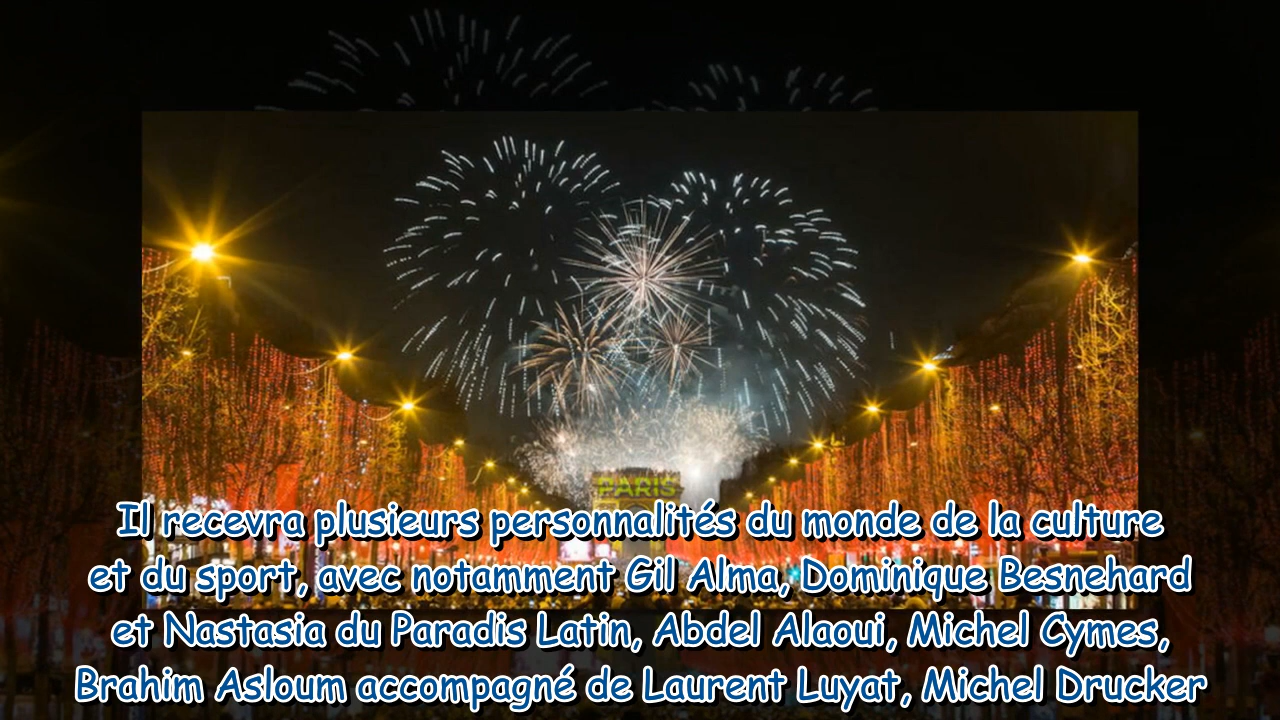 PARIS
Il recevra plusieurs personnalités du monde de la culture
et du sport, avec notamment Gil Alma, Dominique Besnehard
et Nastasia du Paradis Latin, Abdel Alaoui, Michel Cymes,
Brahim Asloum accompagné de Laurent Luyat, Michel Drucker